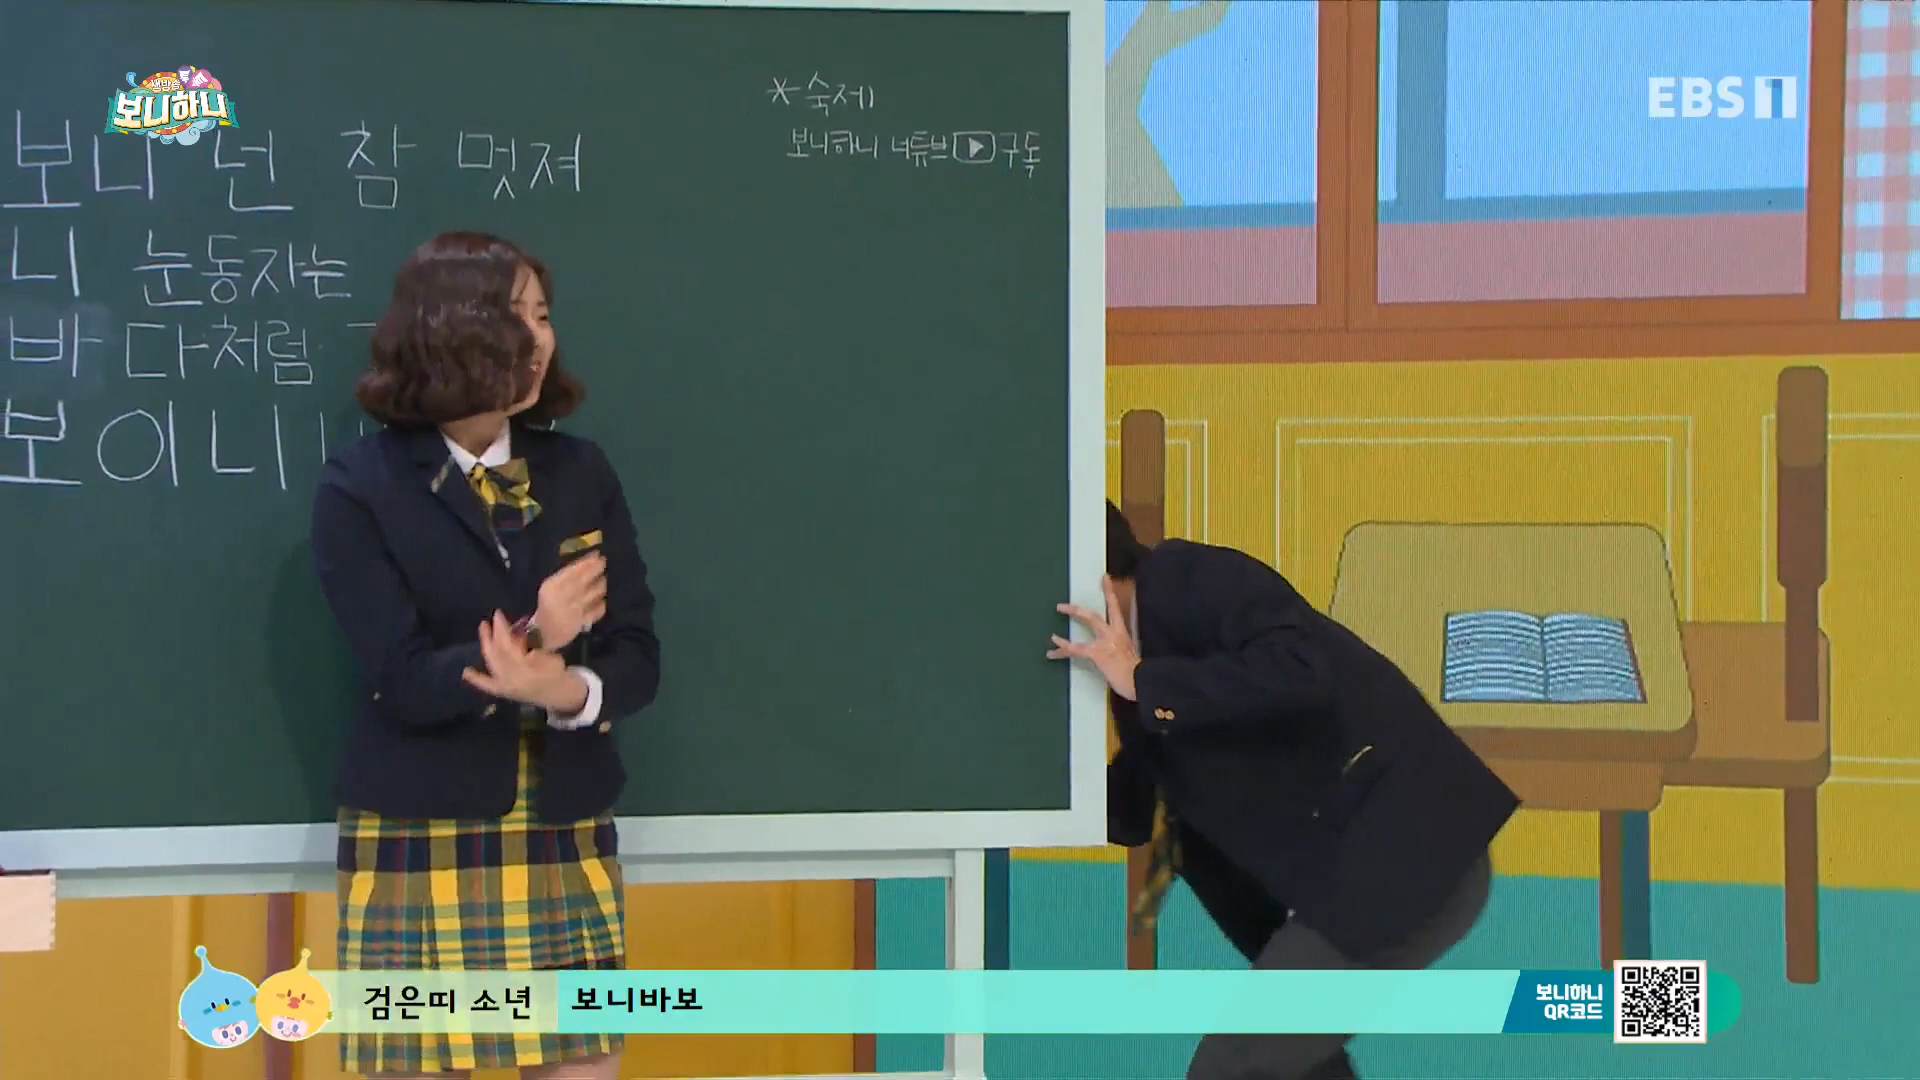 생방송 톡!톡!
보니하니
EBS 1
* 숙제
보니하니 너튜브 구독
보니 넌 참 멋져
니 눈동자는
바다처럼
보이니
검은띠 소년 보니바보
보니하니
QR코드